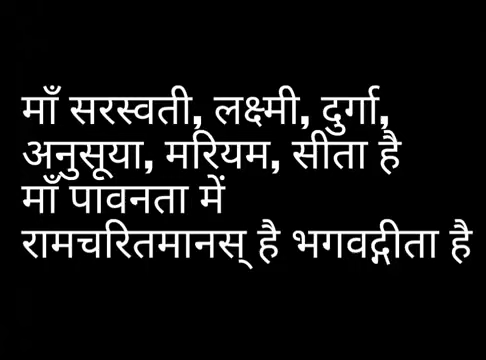 माँ सरस्वती, लक्ष्मी, दुर्गा,
अनुसूया, मरियम, सीता है
माँ पावनता में
रामचरितमानस् है भगवद्गीता है